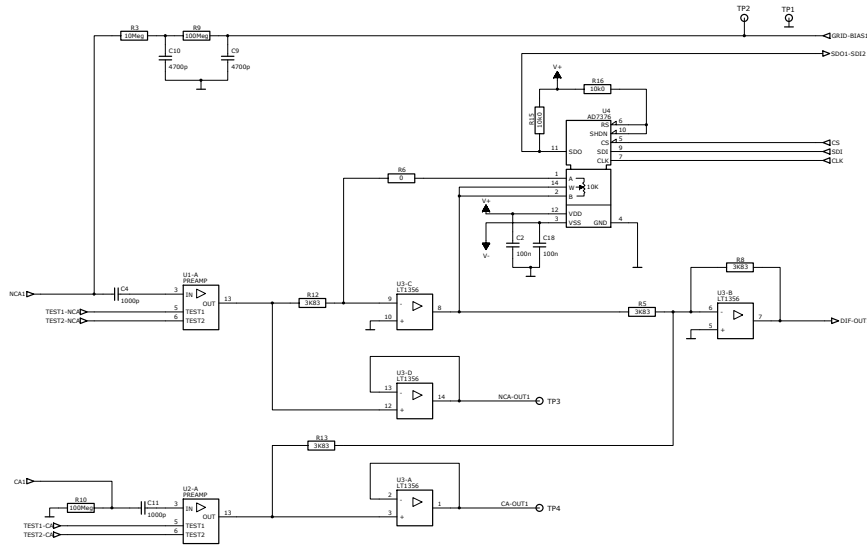 TP2
TP1
R3
10Meg
R9
100Meg
GRID-BIAS1
C10
4700p
C9
4700p
SDO1-SDI2
V+
R16
10k0
R15
10k0
U4
AD7376
RS 6
SHDN 10
CS 5
11 SDO
SDI 9
CLK 7
CS
SDI
CLK
R6
0
1 A
14 W
2 B
10K
V+
12 VDD
3 VSS
GND 4
V-
C2
100n
C18
100n
NCA1
C4
1000p
U1-A
PREAMP
3 IN
OUT 13
5 TEST1
6 TEST2
TEST1-NCA
TEST2-NCA
R12
3K83
U3-C
LT1356
9 -
10 +
8
R5
3K83
R8
3K83
U3-B
LT1356
6 -
5 +
7
DIF-OUT
U3-D
LT1356
13 -
12 +
14
NCA-OUT1
TP3
R13
3K83
CA1
R10
100Meg
C11
1000p
U2-A
PREAMP
3 IN
OUT 13
5 TEST1
6 TEST2
TEST1-CA
TEST2-CA
U3-A
LT1356
2 -
3 +
1
CA-OUT1
TP4